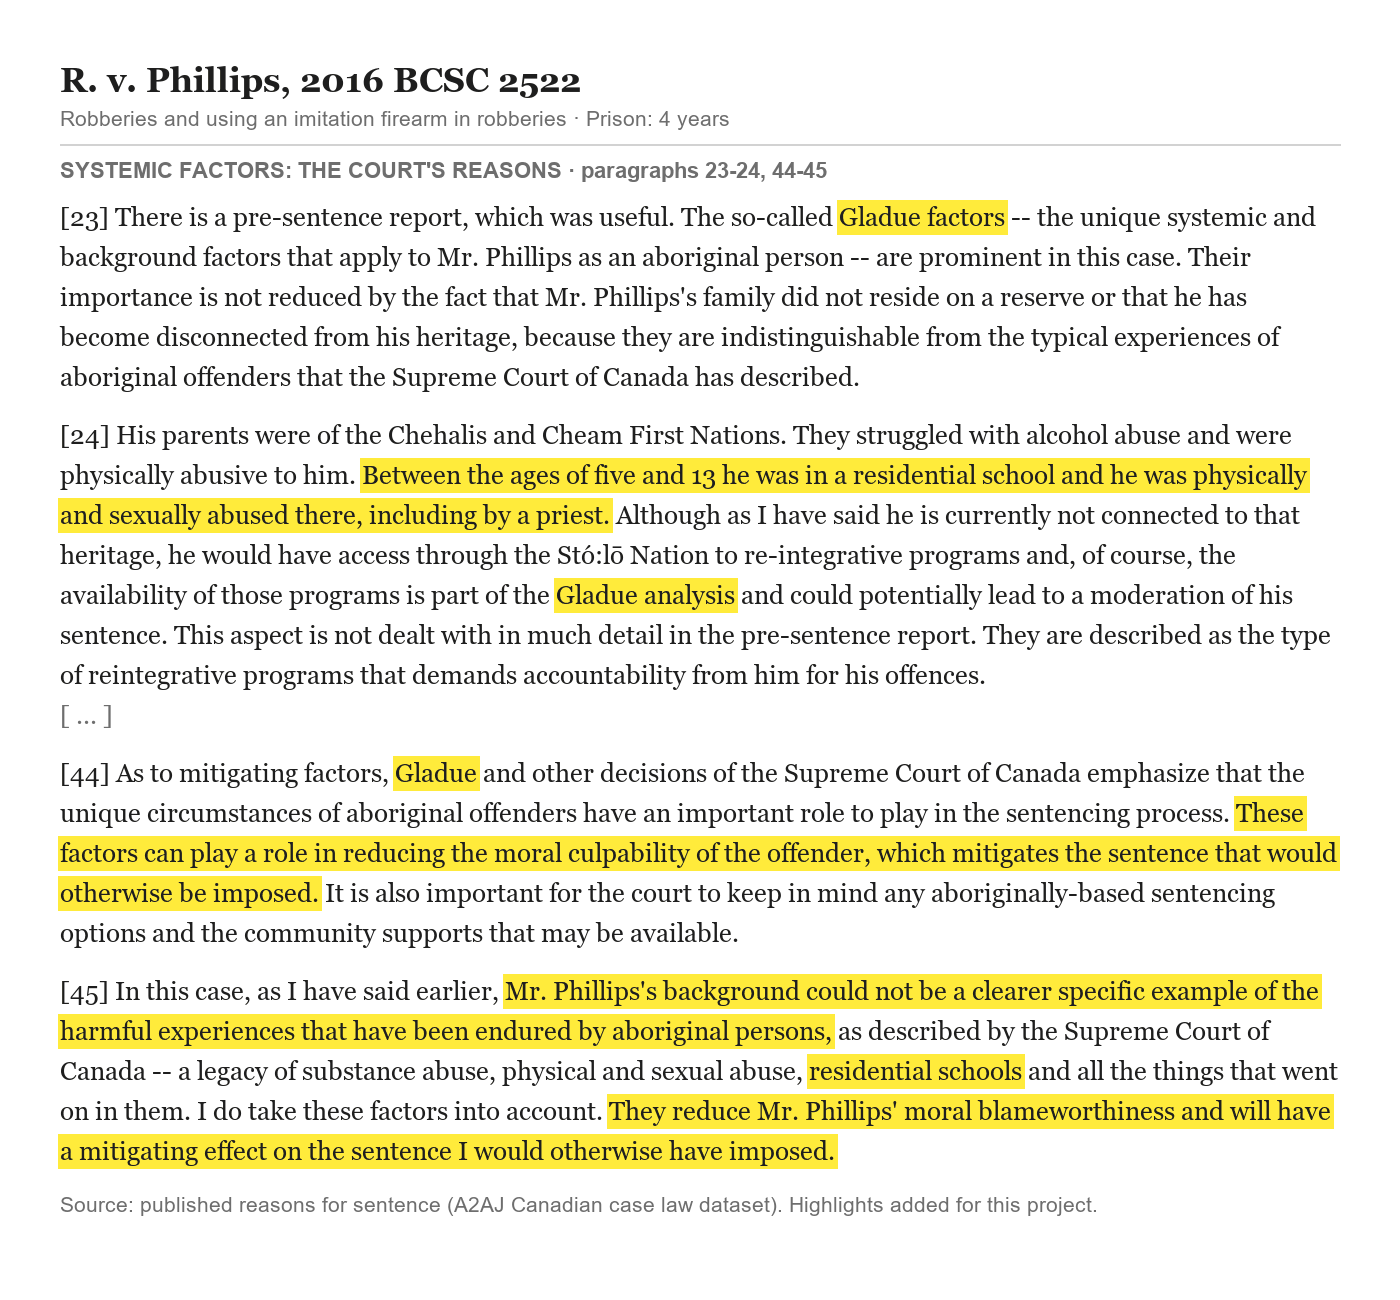 R. v. Phillips, 2016 BCSC 2522
Robberies and using an imitation firearm in robberies · Prison: 4 years
SYSTEMIC FACTORS: THE COURT'S REASONS · paragraphs 23-24, 44-45
[23] There is a pre-sentence report, which was useful. The so-called Gladue factors -- the unique systemic and
background factors that apply to Mr. Phillips as an aboriginal person -- are prominent in this case. Their
importance is not reduced by the fact that Mr. Phillips's family did not reside on a reserve or that he has
become disconnected from his heritage, because they are indistinguishable from the typical experiences of
aboriginal offenders that the Supreme Court of Canada has described.
[24] His parents were of the Chehalis and Cheam First Nations. They struggled with alcohol abuse and were
physically abusive to him. Between the ages of five and 13 he was in a residential school and he was physically
and sexually abused there, including by a priest. Although as I have said he is currently not connected to that
heritage, he would have access through the Stó:lō Nation to re-integrative programs and, of course, the
availability of those programs is part of the Gladue analysis and could potentially lead to a moderation of his
sentence. This aspect is not dealt with in much detail in the pre-sentence report. They are described as the type
of reintegrative programs that demands accountability from him for his offences.
[ ... ]
[44] As to mitigating factors, Gladue and other decisions of the Supreme Court of Canada emphasize that the
unique circumstances of aboriginal offenders have an important role to play in the sentencing process. These
factors can play a role in reducing the moral culpability of the offender, which mitigates the sentence that would
otherwise be imposed. It is also important for the court to keep in mind any aboriginally-based sentencing
options and the community supports that may be available.
[45] In this case, as I have said earlier, Mr. Phillips's background could not be a clearer specific example of the
harmful experiences that have been endured by aboriginal persons, as described by the Supreme Court of
Canada -- a legacy of substance abuse, physical and sexual abuse, residential schools and all the things that went
on in them. I do take these factors into account. They reduce Mr. Phillips' moral blameworthiness and will have
a mitigating effect on the sentence I would otherwise have imposed.
Source: published reasons for sentence (A2AJ Canadian case law dataset). Highlights added for this project.